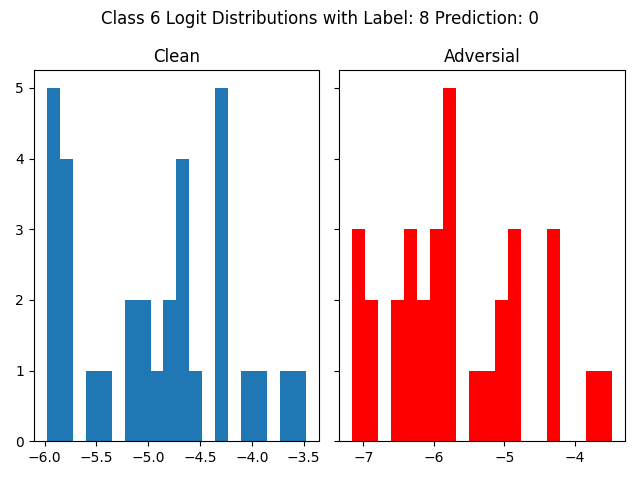 Class 6 Logit Distributions with Label: 8 Prediction: 0
Clean
Adversial
5
4
3
2
1
0
−6.0 −5.5 −5.0 −4.5 −4.0 −3.5
−7 −6 −5 −4